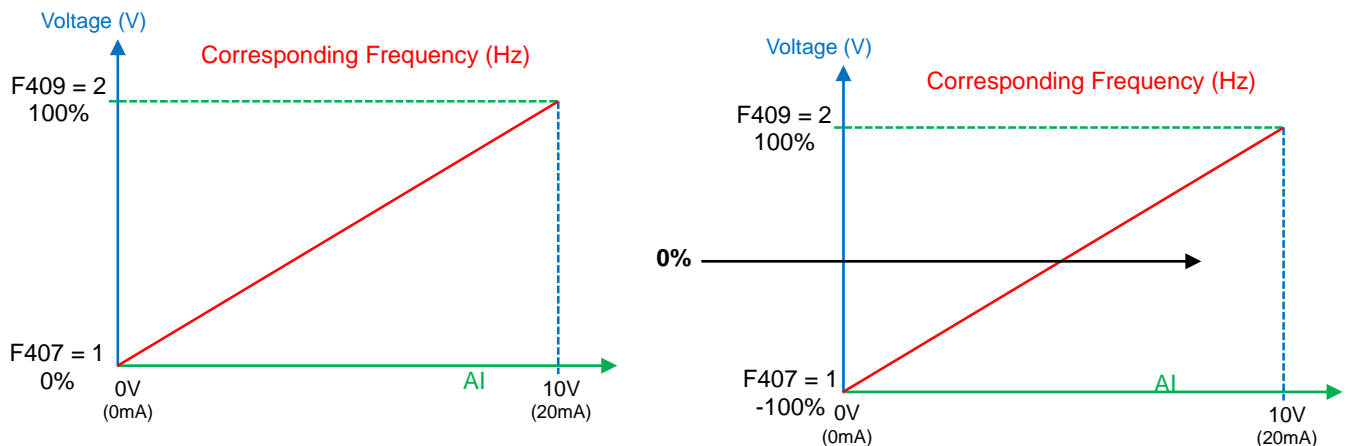 Voltage (V)
Corresponding Frequency (Hz)
F409 = 2
100%
F407 = 1
0%
0V
(0mA)
AI
10V
(20mA)
Voltage (V)
Corresponding Frequency (Hz)
F409 = 2
100%
0%
F407 = 1
-100%
0V
(0mA)
AI
10V
(20mA)